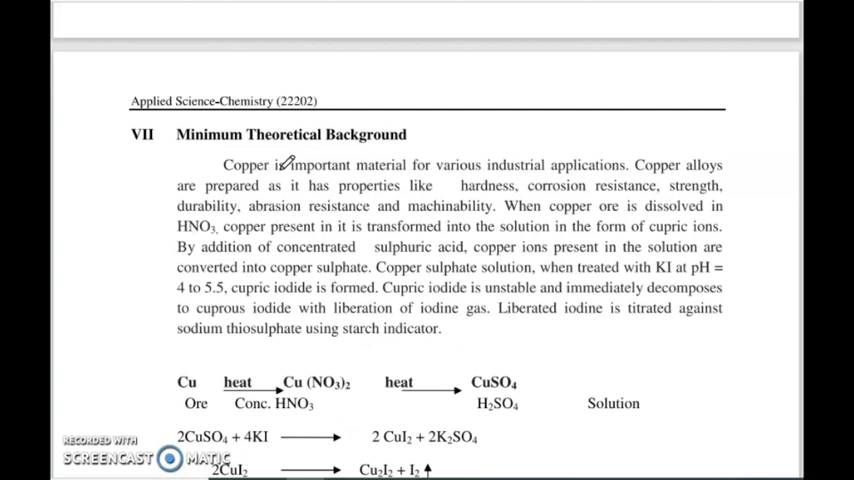 Applied Science-Chemistry (22202)
VII Minimum Theoretical Background
Copper is important material for various industrial applications. Copper alloys
are prepared as it has properties like hardness, corrosion resistance, strength,
durability, abrasion resistance and machinability. When copper ore is dissolved in
HNO₃, copper present in it is transformed into the solution in the form of cupric ions.
By addition of concentrated sulphuric acid, copper ions present in the solution are
converted into copper sulphate. Copper sulphate solution, when treated with KI at pH =
4 to 5.5, cupric iodide is formed. Cupric iodide is unstable and immediately decomposes
to cuprous iodide with liberation of iodine gas. Liberated iodine is titrated against
sodium thiosulphate using starch indicator.
Cu heat Cu (NO₃)₂ heat CuSO₄
Ore Conc. HNO₃ H₂SO₄ Solution
2CuSO₄ + 4KI ⟶ 2 CuI₂ + 2K₂SO₄
2CuI₂ ⟶ Cu₂I₂ + I₂ ↑
RECORDED WITH
SCREENCAST MATIC